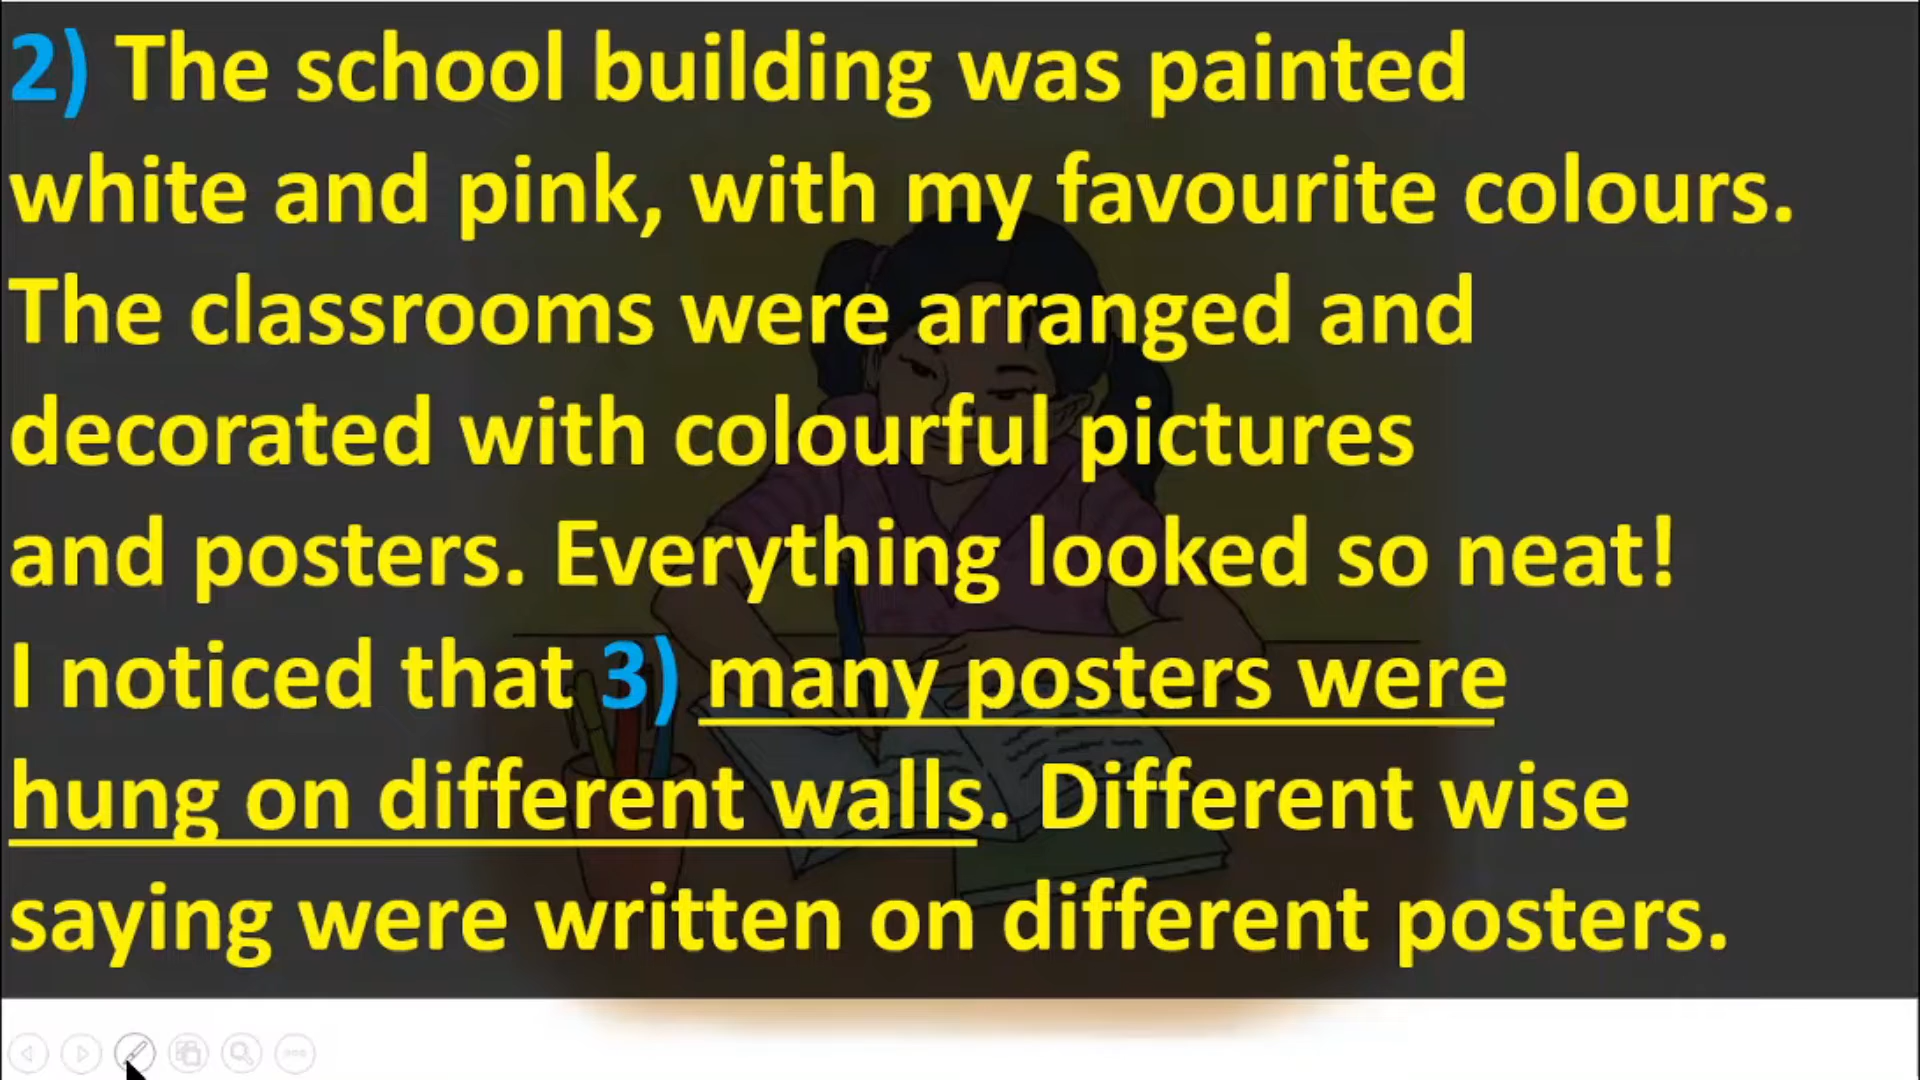 2) The school building was painted
white and pink, with my favourite colours.
The classrooms were arranged and
decorated with colourful pictures
and posters. Everything looked so neat!
I noticed that 3) many posters were
hung on different walls. Different wise
saying were written on different posters.